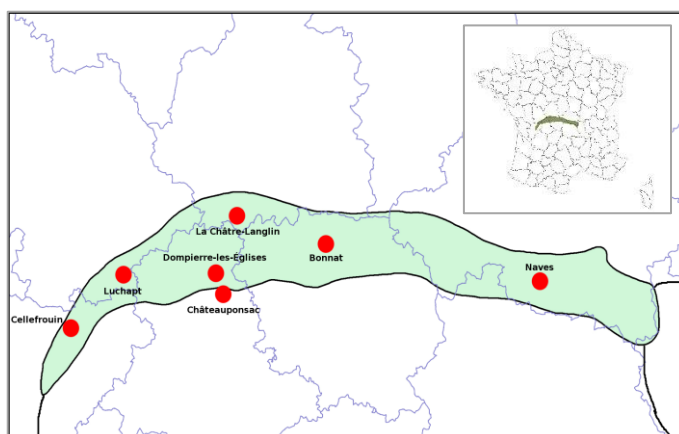 La Châtre-Langlin
Dompierre-les-Églises
Bonnat
Naves
Luchapt
Châteauponsac
Cellefrouin